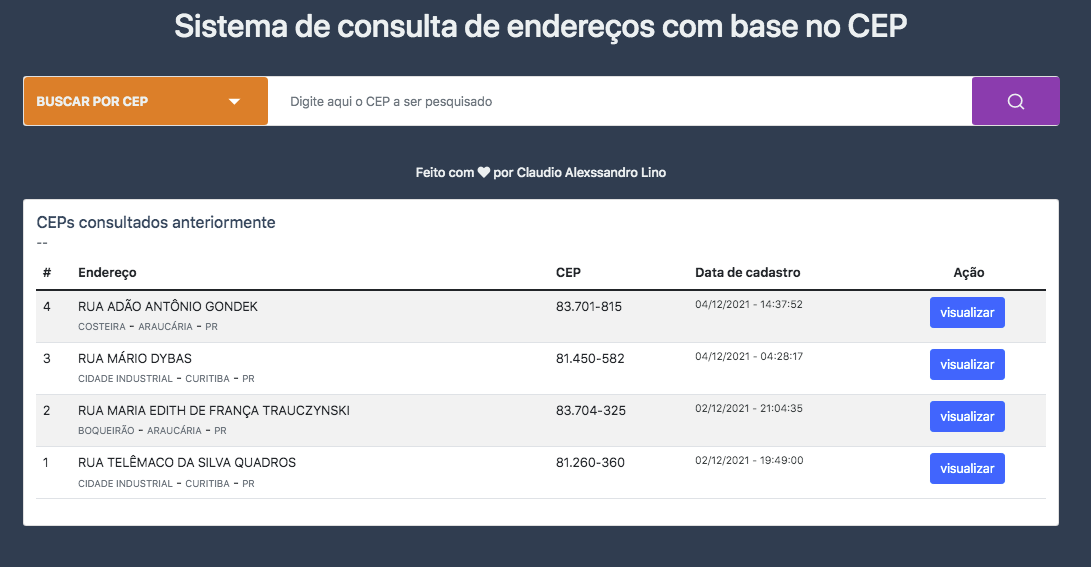 Sistema de consulta de endereços com base no CEP
BUSCAR POR CEP Digite aqui o CEP a ser pesquisado
Feito com ❤ por Claudio Alexssandro Lino
CEPs consultados anteriormente
--
# Endereço CEP Data de cadastro Ação
4 RUA ADÃO ANTÔNIO GONDEK 83.701-815 04/12/2021 - 14:37:52 visualizar
COSTEIRA - ARAUCÁRIA - PR
3 RUA MÁRIO DYBAS 81.450-582 04/12/2021 - 04:28:17 visualizar
CIDADE INDUSTRIAL - CURITIBA - PR
2 RUA MARIA EDITH DE FRANÇA TRAUCZYNSKI 83.704-325 02/12/2021 - 21:04:35 visualizar
BOQUEIRÃO - ARAUCÁRIA - PR
1 RUA TELÊMACO DA SILVA QUADROS 81.260-360 02/12/2021 - 19:49:00 visualizar
CIDADE INDUSTRIAL - CURITIBA - PR